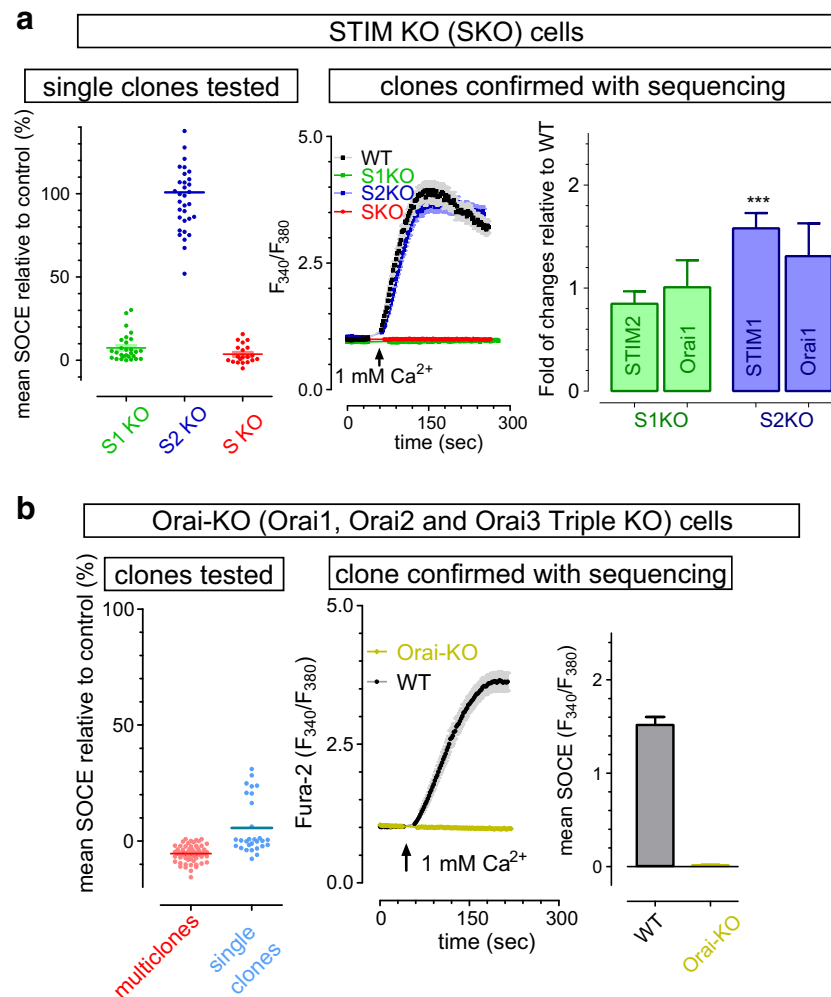 a
STIM KO (SKO) cells
single clones tested
clones confirmed with sequencing
mean SOCE relative to control (%)
100
50
0
S1 KO
S2 KO
S KO
F340/F380
5.0
2.5
0.0
WT
S1KO
S2KO
SKO
1 mM Ca2+
0
150
300
time (sec)
Fold of changes relative to WT
2
1
0
***
STIM2
Orai1
STIM1
Orai1
S1KO
S2KO
b
Orai-KO (Orai1, Orai2 and Orai3 Triple KO) cells
clones tested
clone confirmed with sequencing
mean SOCE relative to control (%)
100
50
0
multiclones
single
clones
Fura-2 (F340/F380)
5.0
2.5
0.0
Orai-KO
WT
1 mM Ca2+
0
150
300
time (sec)
mean SOCE (F340/F380)
2
1
0
WT
Orai-KO